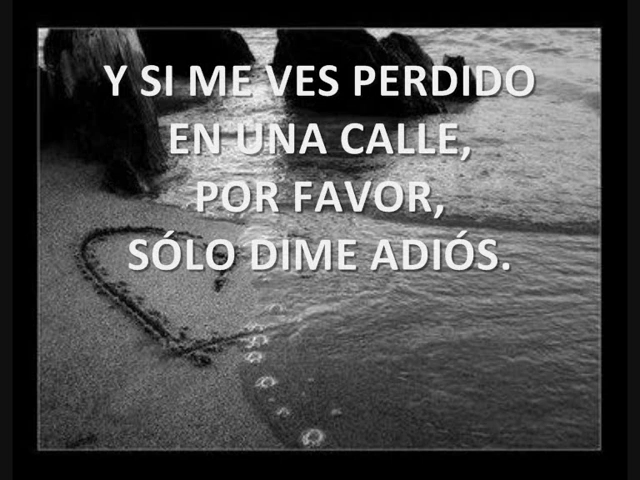 Y SI ME VES PERDIDO
EN UNA CALLE,
POR FAVOR,
SÓLO DIME ADIÓS.